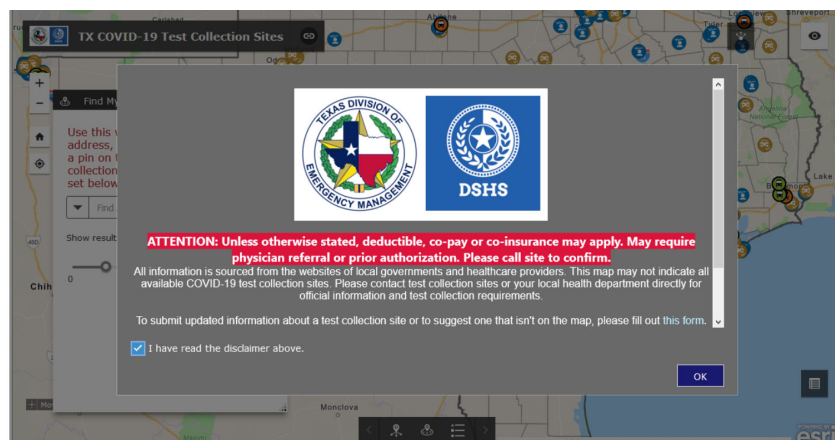 TX COVID-19 Test Collection Sites
Find My
Use this
address,
a pin on
collection
set below
Find
Show result
0
TEXAS DIVISION OF
EMERGENCY MANAGEMENT
DSHS
ATTENTION: Unless otherwise stated, deductible, co-pay or co-insurance may apply. May require
physician referral or prior authorization. Please call site to confirm.
All information is sourced from the websites of local governments and healthcare providers. This map may not indicate all
available COVID-19 test collection sites. Please contact test collection sites or your local health department directly for
official information and test collection requirements.
To submit updated information about a test collection site or to suggest one that isn't on the map, please fill out this form.
I have read the disclaimer above.
OK
Shreveport
Tyler
Lake
Chih
Monclova
esri